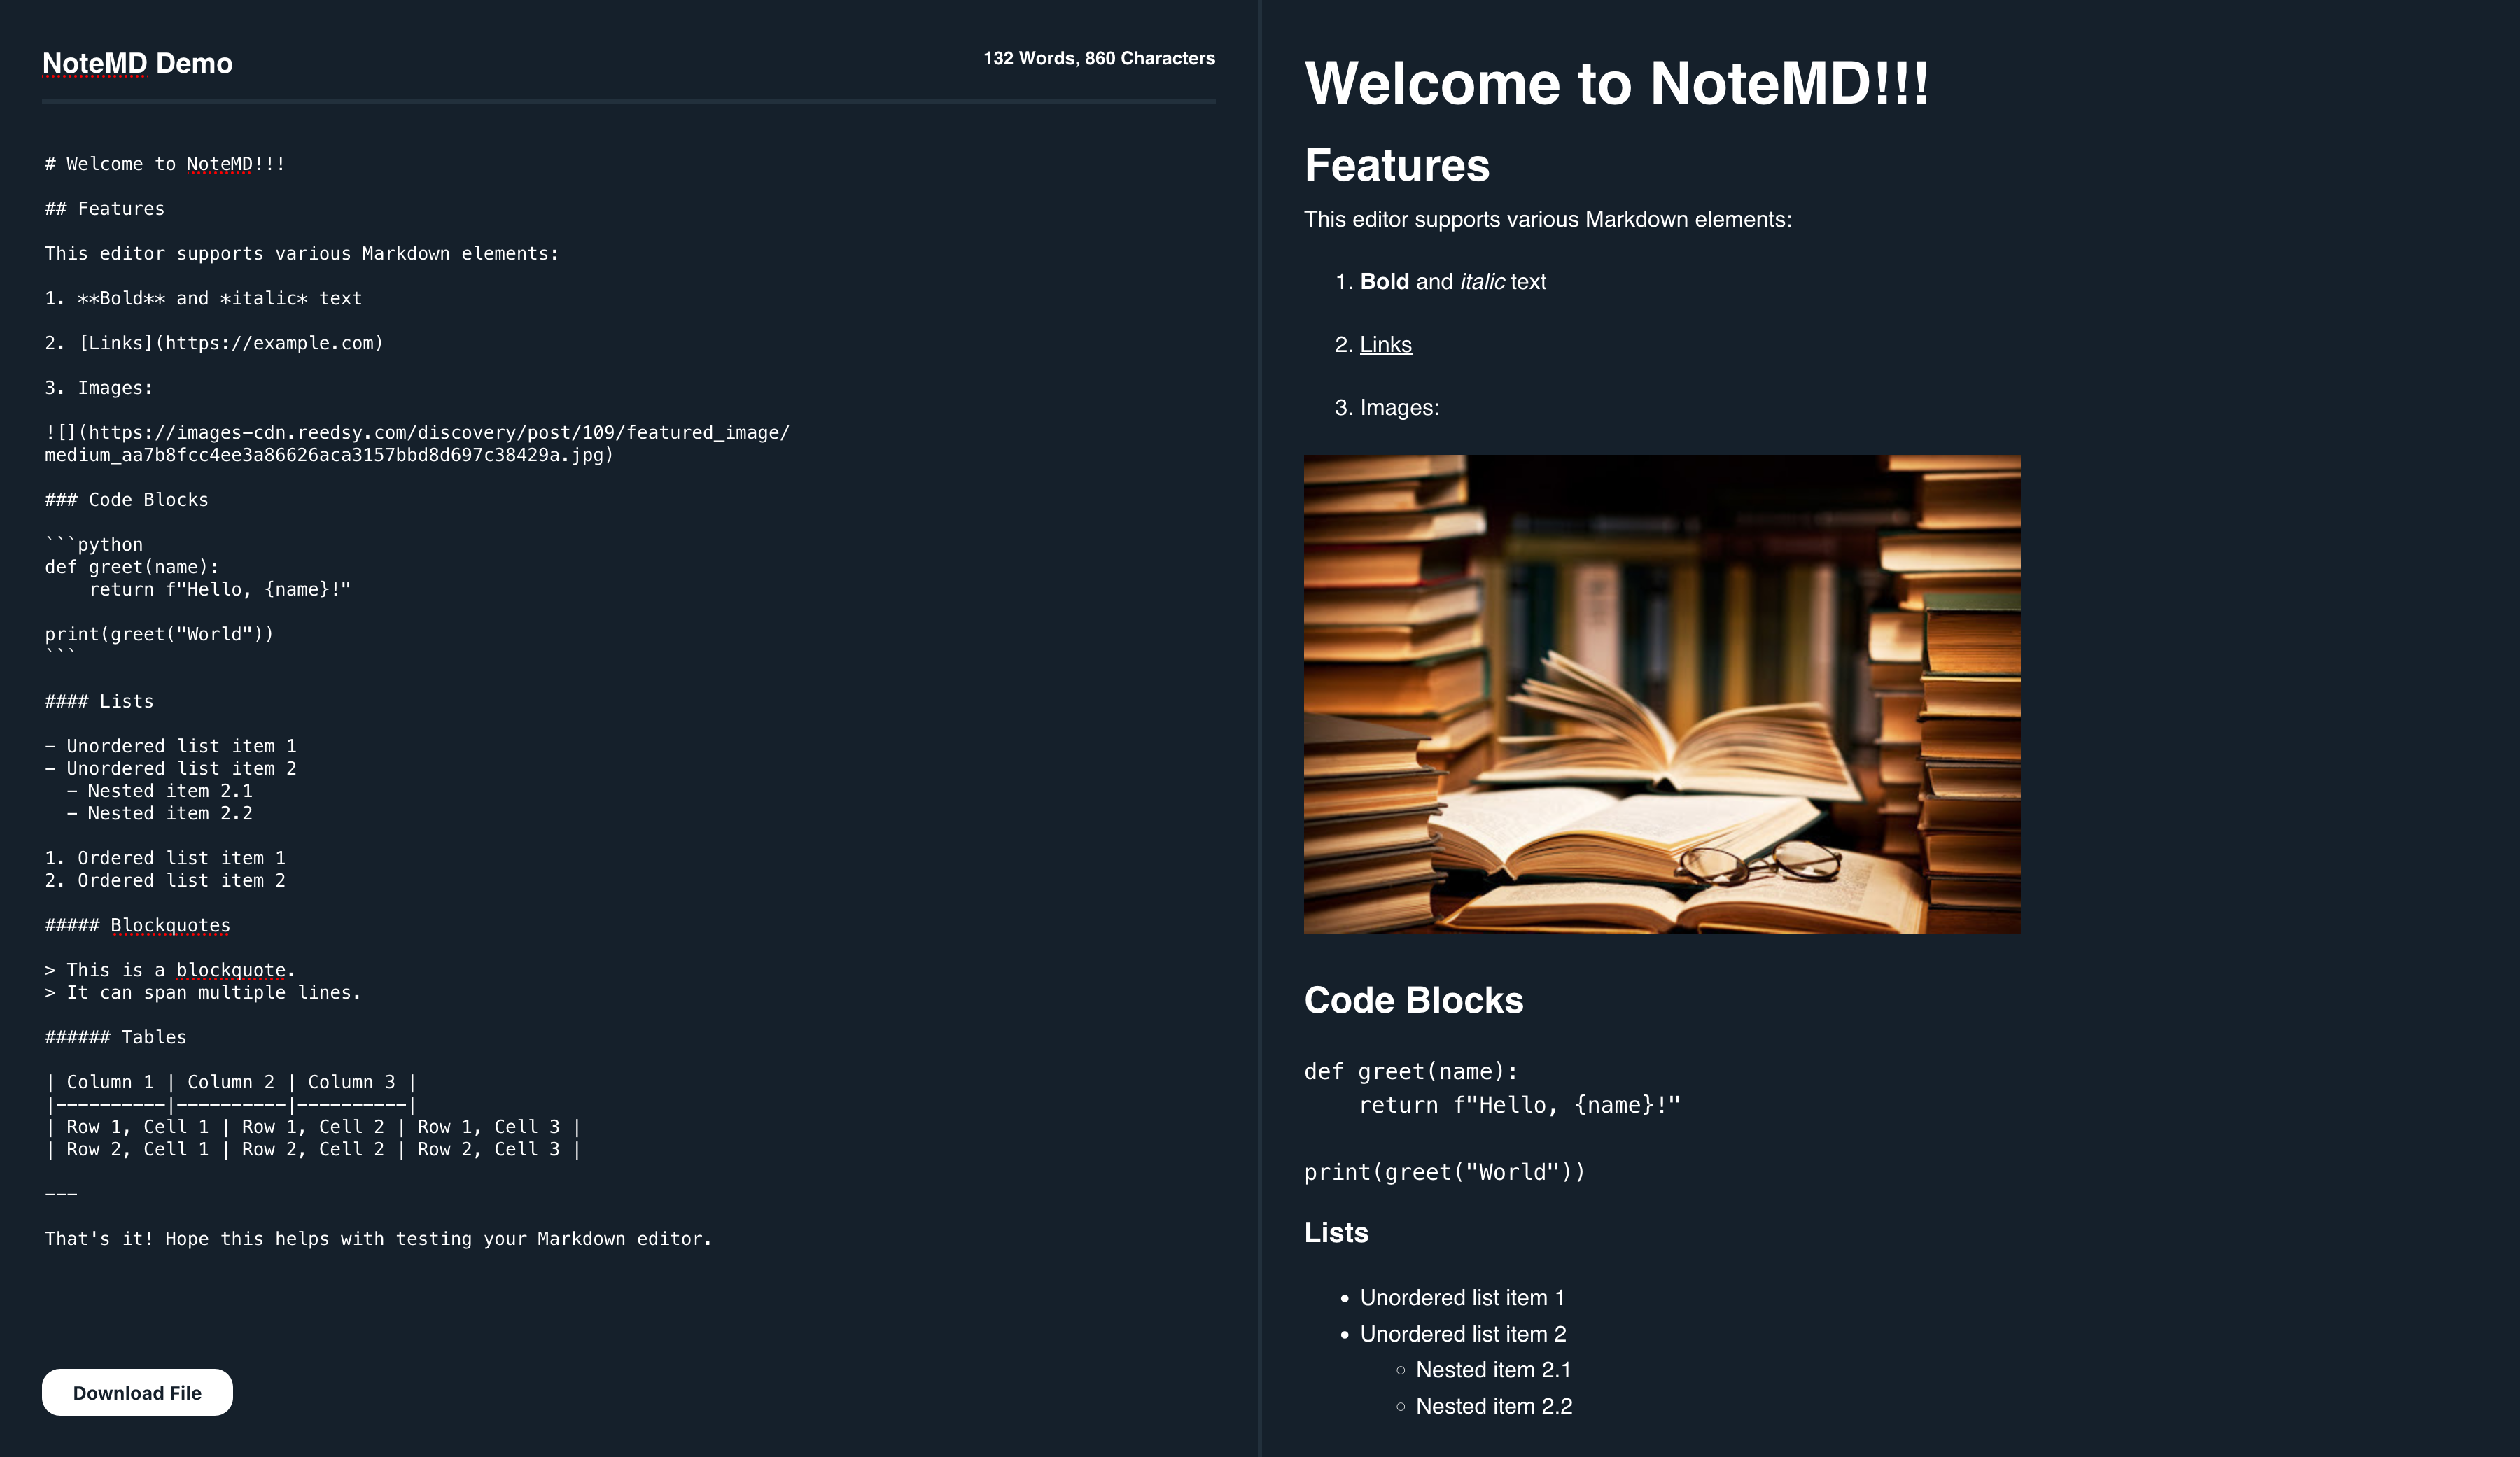 NoteMD Demo
132 Words, 860 Characters
# Welcome to NoteMD!!!
## Features
This editor supports various Markdown elements:
1. **Bold** and *italic* text
2. [Links](https://example.com)
3. Images:
![](https://images-cdn.reedsy.com/discovery/post/109/featured_image/
medium_aa7b8fcc4ee3a86626aca3157bbd8d697c38429a.jpg)
### Code Blocks
```python
def greet(name):
    return f"Hello, {name}!"
print(greet("World"))
```
#### Lists
- Unordered list item 1
- Unordered list item 2
  - Nested item 2.1
  - Nested item 2.2
1. Ordered list item 1
2. Ordered list item 2
##### Blockquotes
> This is a blockquote.
> It can span multiple lines.
###### Tables
| Column 1 | Column 2 | Column 3 |
|----------|----------|----------|
| Row 1, Cell 1 | Row 1, Cell 2 | Row 1, Cell 3 |
| Row 2, Cell 1 | Row 2, Cell 2 | Row 2, Cell 3 |
---
That's it! Hope this helps with testing your Markdown editor.
Download File
Welcome to NoteMD!!!
Features
This editor supports various Markdown elements:
1. Bold and italic text
2. Links
3. Images:
Code Blocks
def greet(name):
    return f"Hello, {name}!"
print(greet("World"))
Lists
• Unordered list item 1
• Unordered list item 2
◦ Nested item 2.1
◦ Nested item 2.2